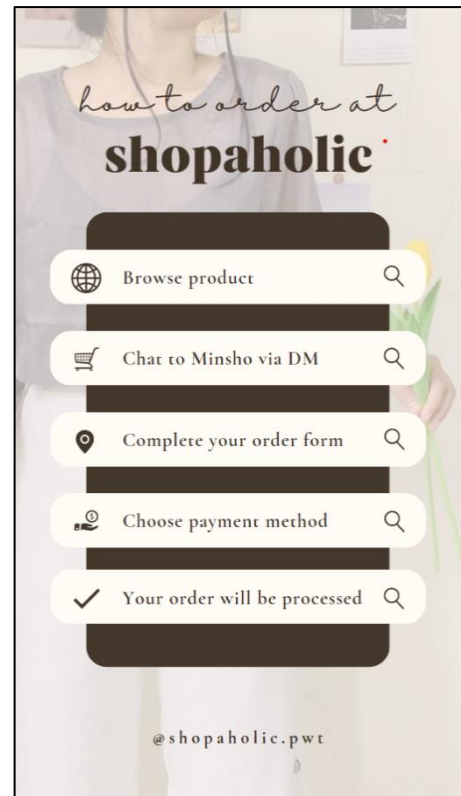 how to order at
shopaholic
Browse product
Chat to Minsho via DM
Complete your order form
Choose payment method
Your order will be processed
@shopaholic.pwt